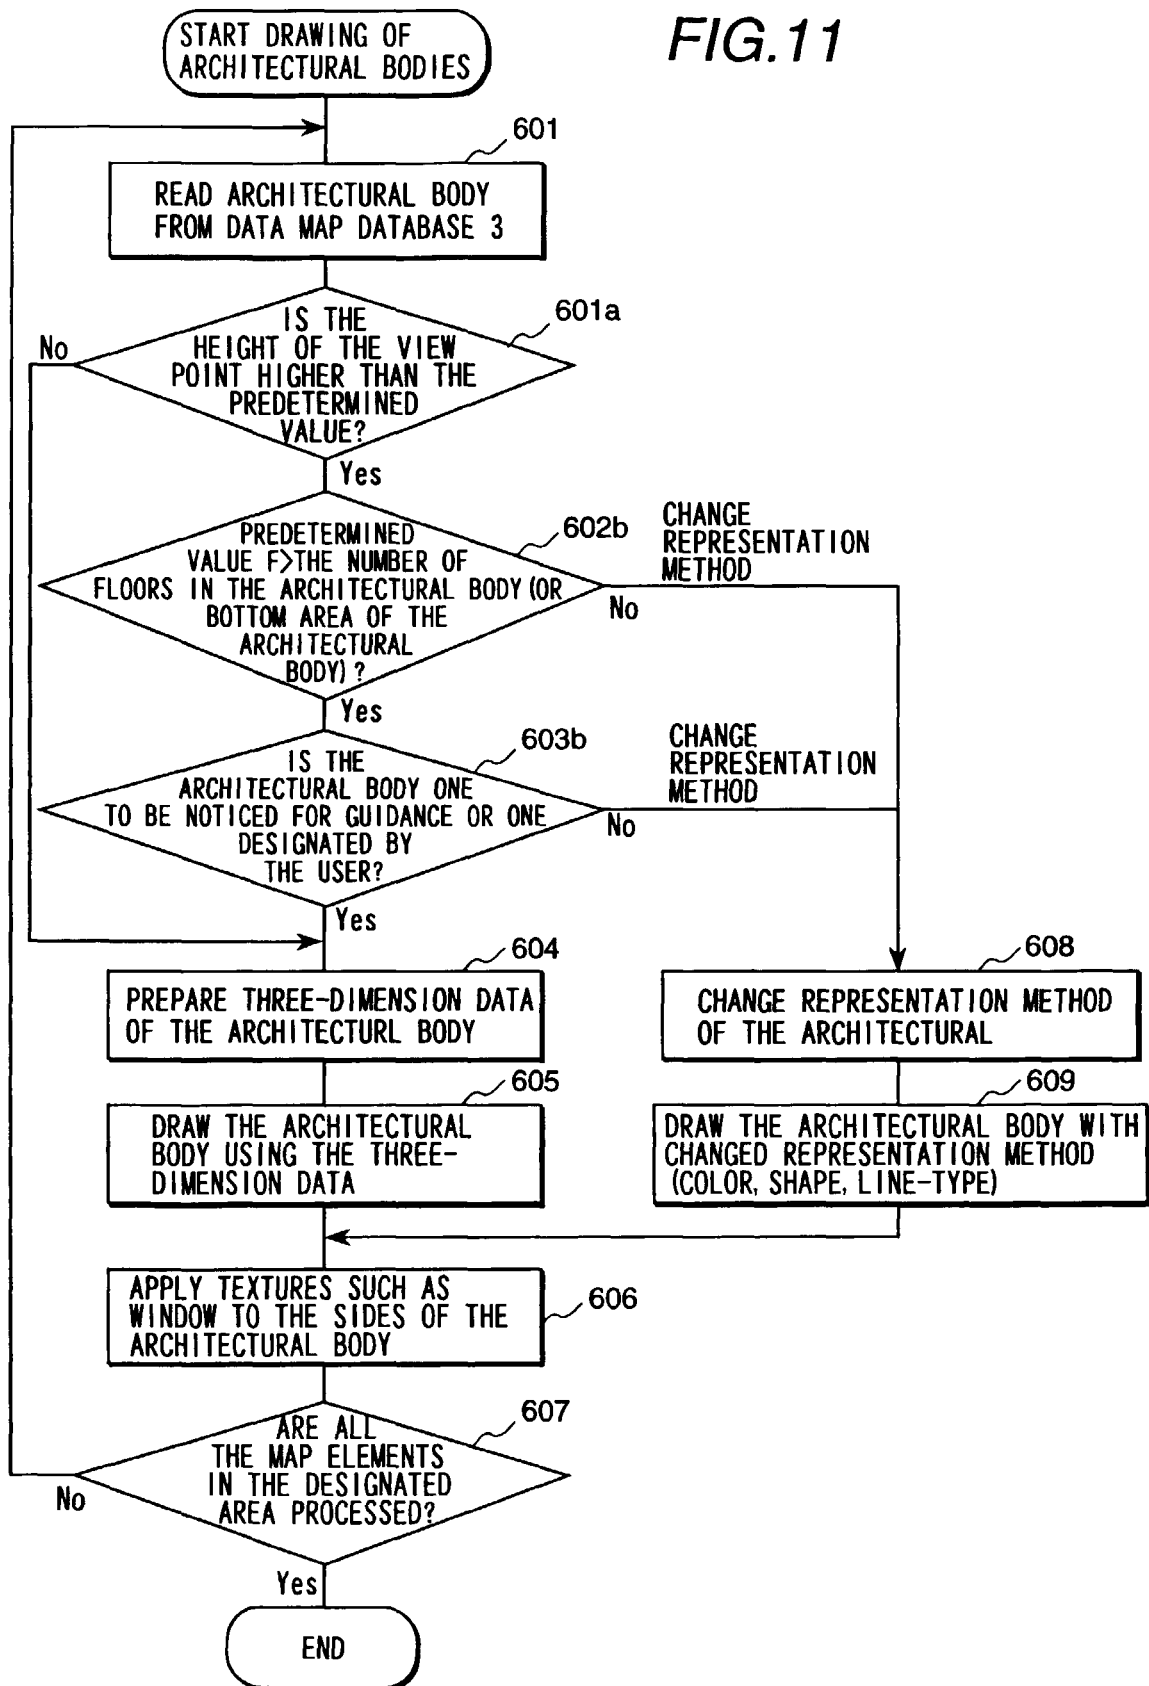 FIG.11
START DRAWING OF
ARCHITECTURAL BODIES
601
READ ARCHITECTURAL BODY
FROM DATA MAP DATABASE 3
601a
IS THE
HEIGHT OF THE VIEW
POINT HIGHER THAN THE
PREDETERMINED
VALUE?
No
Yes
602b
PREDETERMINED
VALUE F>THE NUMBER OF
FLOORS IN THE ARCHITECTURAL BODY (OR
BOTTOM AREA OF THE
ARCHITECTURAL
BODY) ?
CHANGE
REPRESENTATION
METHOD
No
Yes
603b
IS THE
ARCHITECTURAL BODY ONE
TO BE NOTICED FOR GUIDANCE OR ONE
DESIGNATED BY
THE USER?
CHANGE
REPRESENTATION
METHOD
No
Yes
604
PREPARE THREE-DIMENSION DATA
OF THE ARCHITECTURL BODY
608
CHANGE REPRESENTATION METHOD
OF THE ARCHITECTURAL
605
DRAW THE ARCHITECTURAL
BODY USING THE THREE-
DIMENSION DATA
609
DRAW THE ARCHITECTURAL BODY WITH
CHANGED REPRESENTATION METHOD
(COLOR, SHAPE, LINE-TYPE)
606
APPLY TEXTURES SUCH AS
WINDOW TO THE SIDES OF THE
ARCHITECTURAL BODY
607
ARE ALL
THE MAP ELEMENTS
IN THE DESIGNATED
AREA PROCESSED?
No
Yes
END